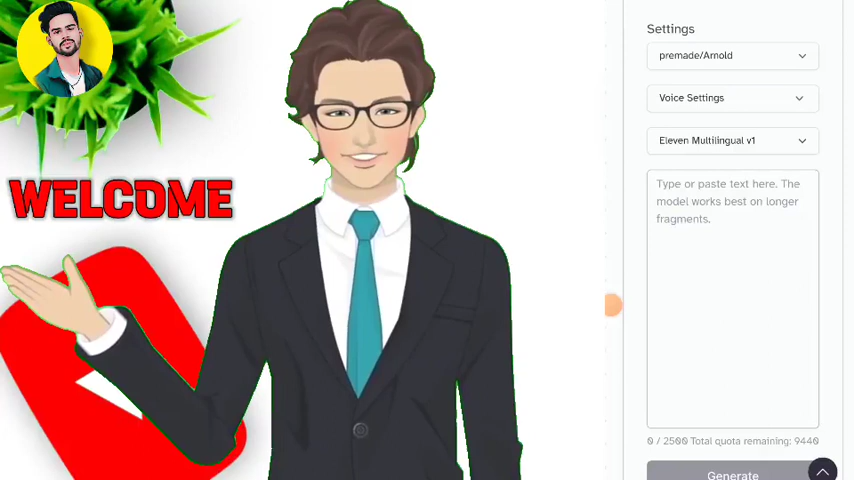 WELCOME
Settings
premade/Arnold
Voice Settings
Eleven Multilingual v1
Type or paste text here. The
model works best on longer
fragments.
0 / 2500 Total quota remaining: 9440
Generate